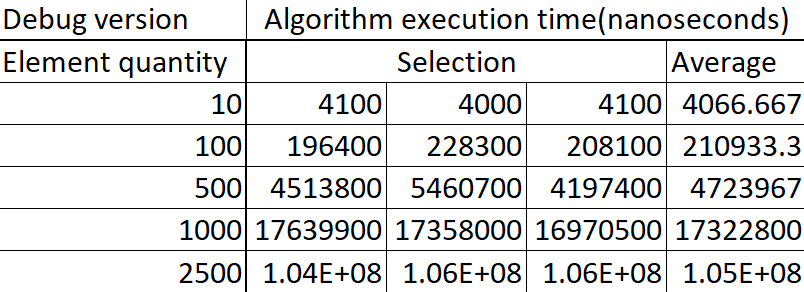 Debug version Algorithm execution time(nanoseconds)
Element quantity Selection Average
10 4100 4000 4100 4066.667
100 196400 228300 208100 210933.3
500 4513800 5460700 4197400 4723967
1000 17639900 17358000 16970500 17322800
2500 1.04E+08 1.06E+08 1.06E+08 1.05E+08